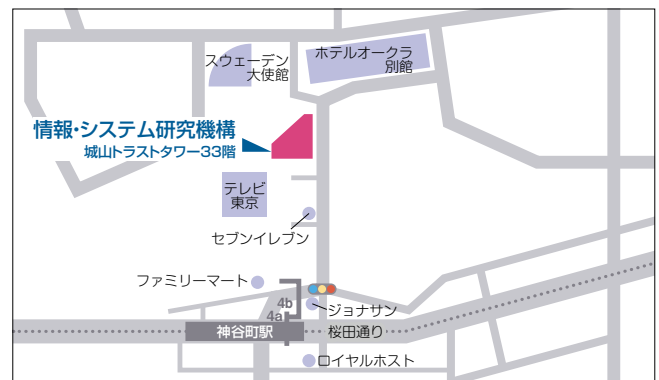 スウェーデン
大使館
ホテルオークラ
別館
情報・システム研究機構
城山トラストタワー33階
テレビ
東京
セブンイレブン
ファミリーマート
4b
ジョナサン
4a
神谷町駅
桜田通り
ロイヤルホスト